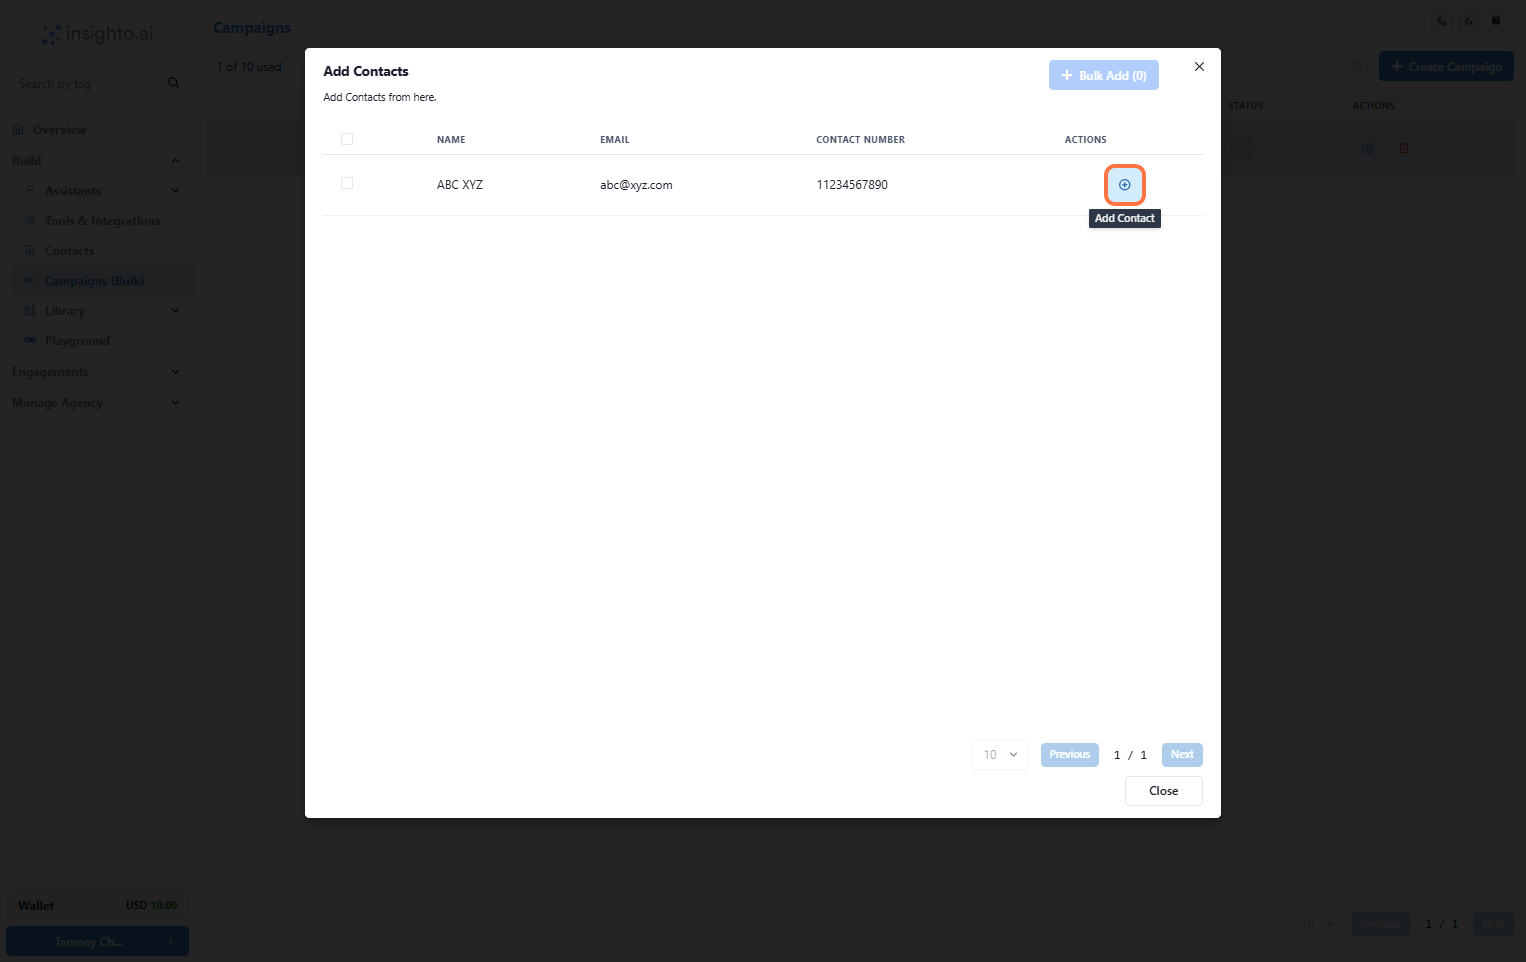 insighto.ai
Campaigns
1 of 10 used
Search by tag
Create Campaign
STATUS
ACTIONS
Overview
Build
Assistants
Tools & Integrations
Contacts
Campaigns (Bulk)
Library
Playground
Engagements
Manage Agency
Add Contacts
Add Contacts from here.
Bulk Add (0)
NAME EMAIL CONTACT NUMBER ACTIONS
ABC XYZ abc@xyz.com 11234567890
Add Contact
10 Previous 1 / 1 Next
Close
Wallet USD 10.00
Tanmay Ch...
10 Previous 1 / 1 Next